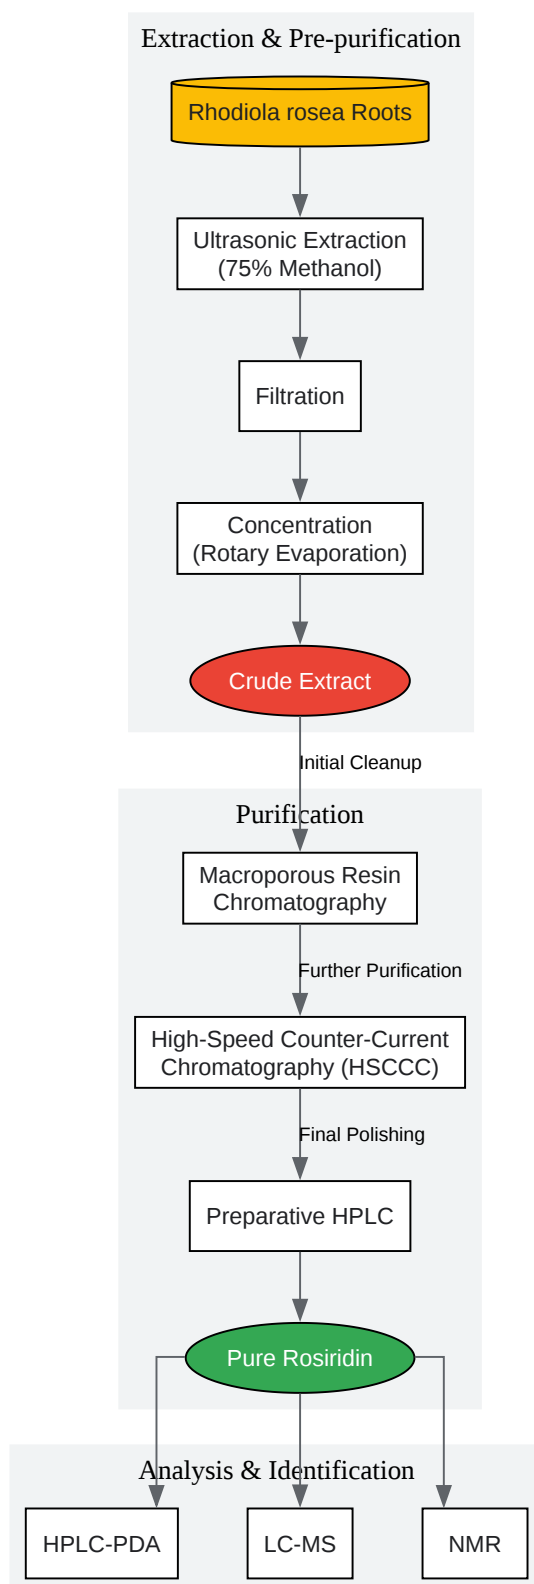 Extraction & Pre-purification
Rhodiola rosea Roots
Ultrasonic Extraction
(75% Methanol)
Filtration
Concentration
(Rotary Evaporation)
Crude Extract
Initial Cleanup
Purification
Macroporous Resin
Chromatography
Further Purification
High-Speed Counter-Current
Chromatography (HSCCC)
Final Polishing
Preparative HPLC
Pure Rosiridin
Analysis & Identification
HPLC-PDA
LC-MS
NMR